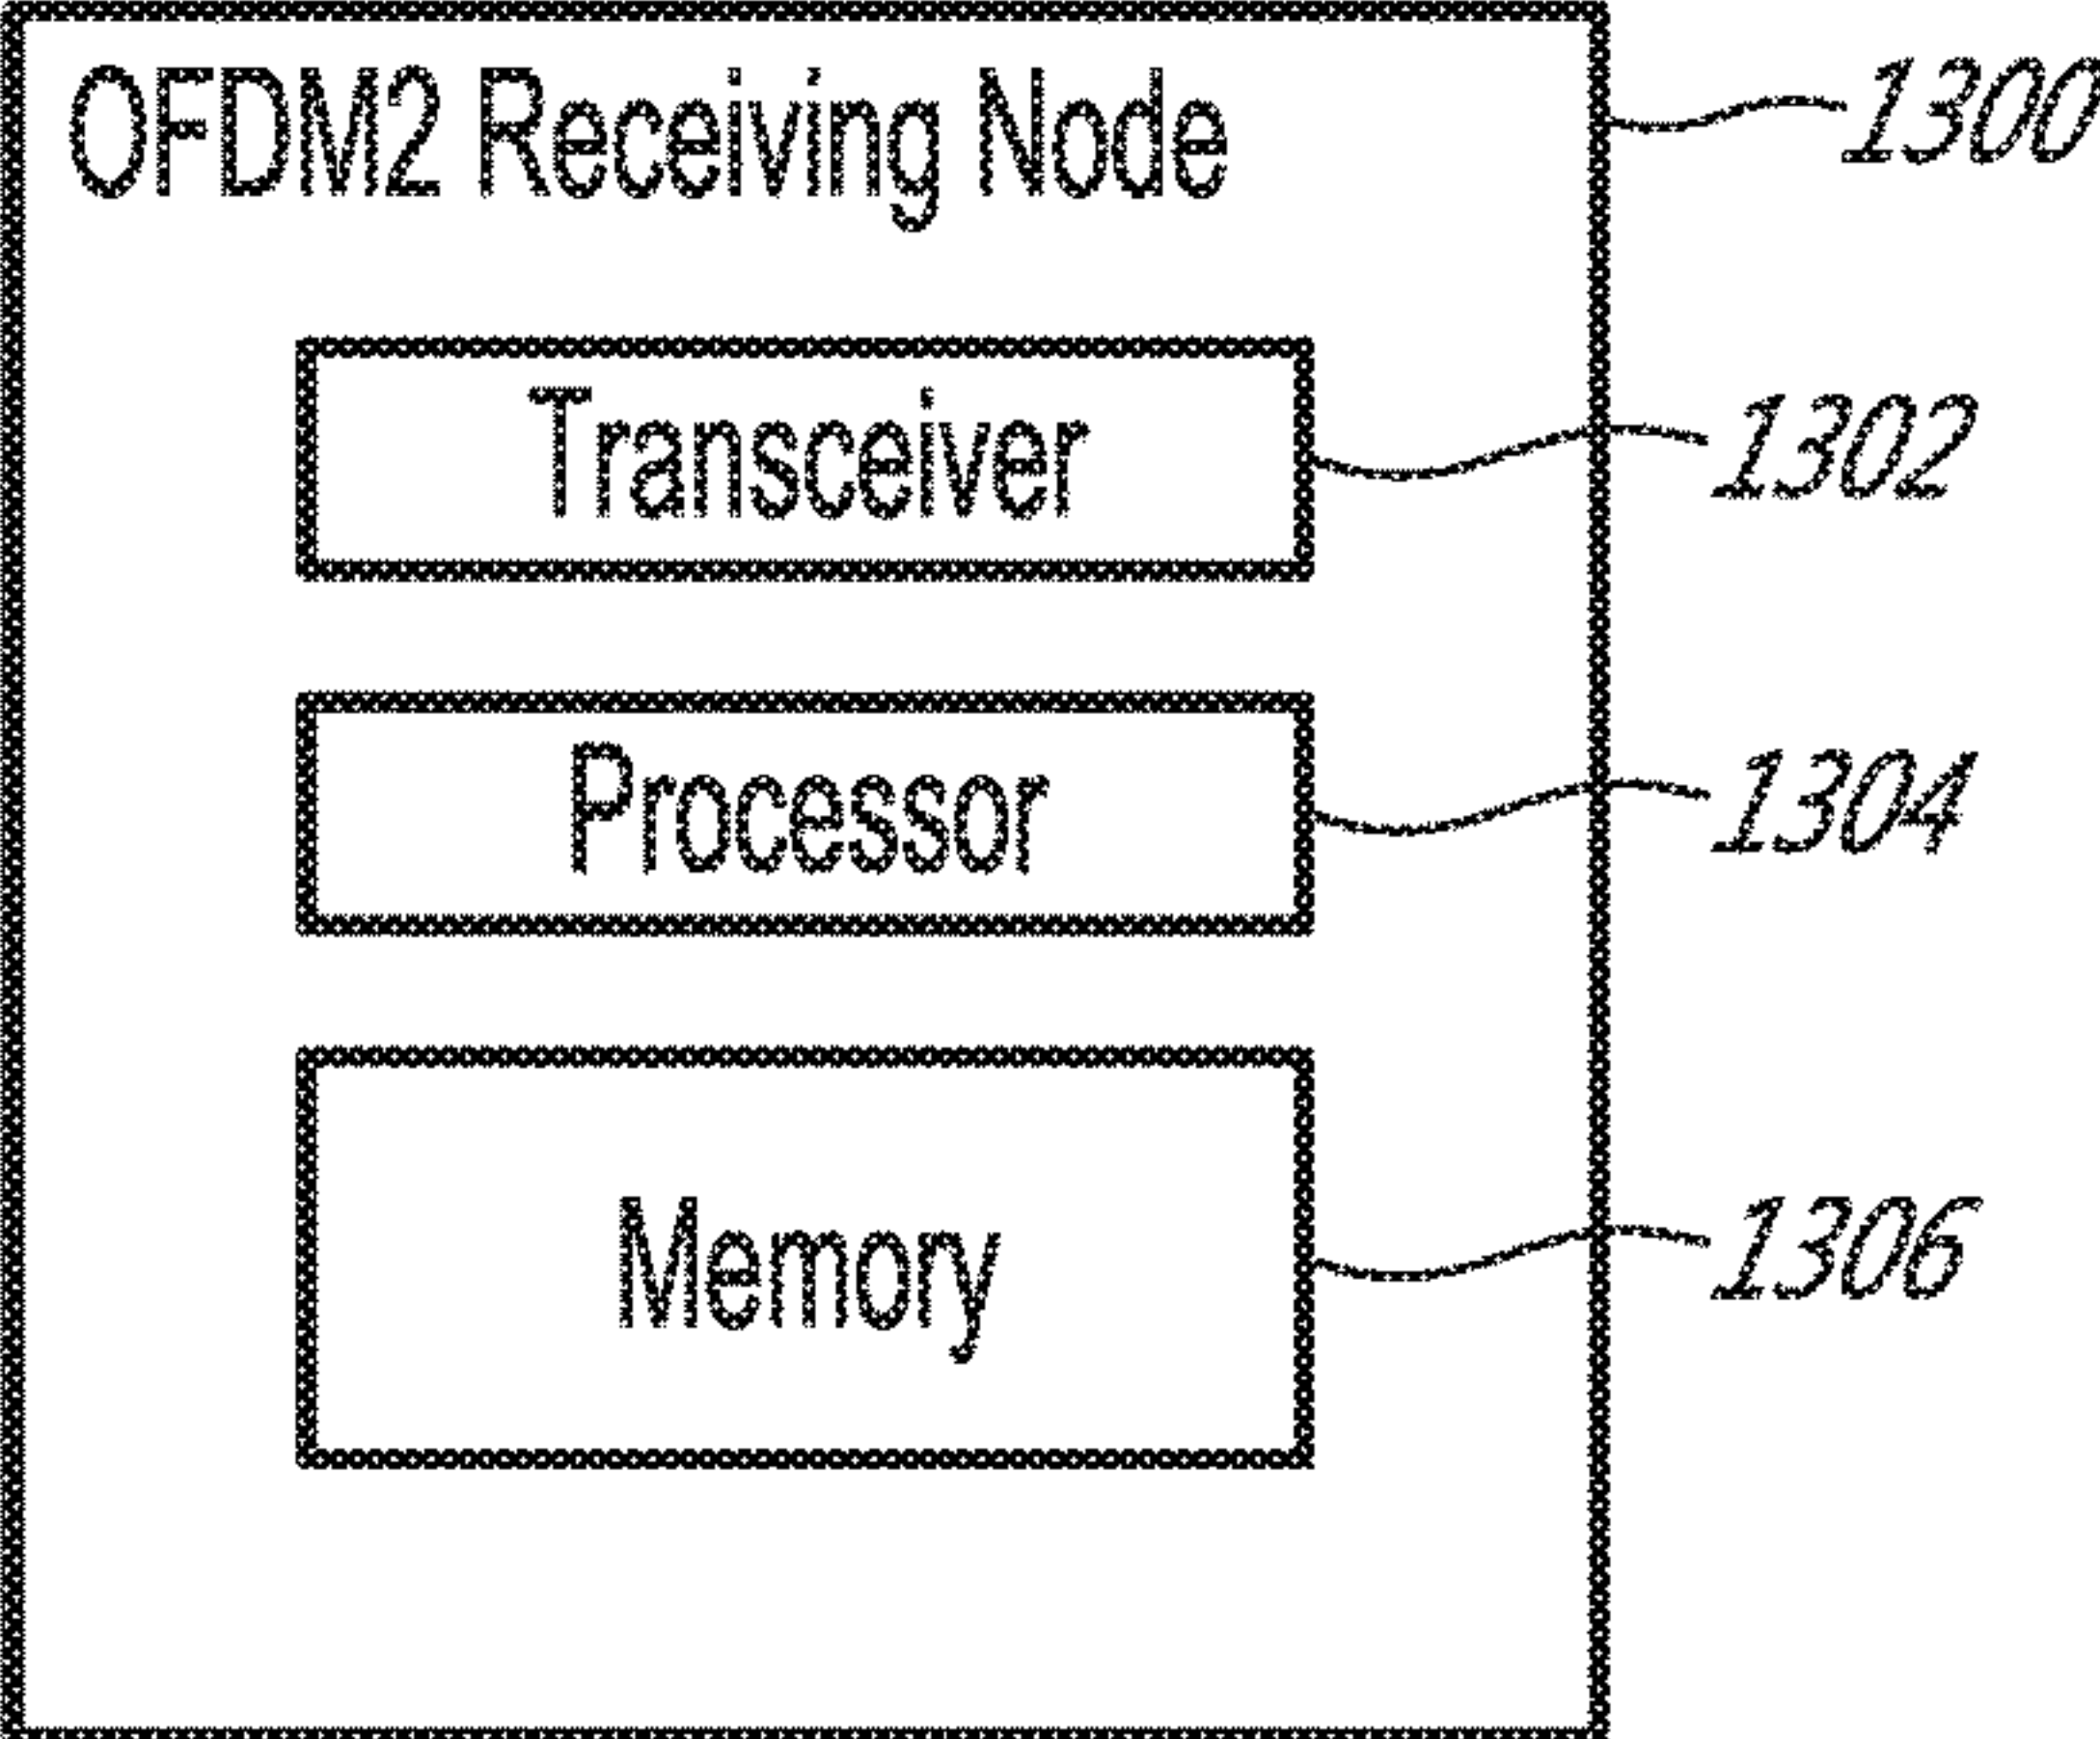 OFDM2 Receiving Node 1300
Transceiver 1302
Processor 1304
Memory 1306